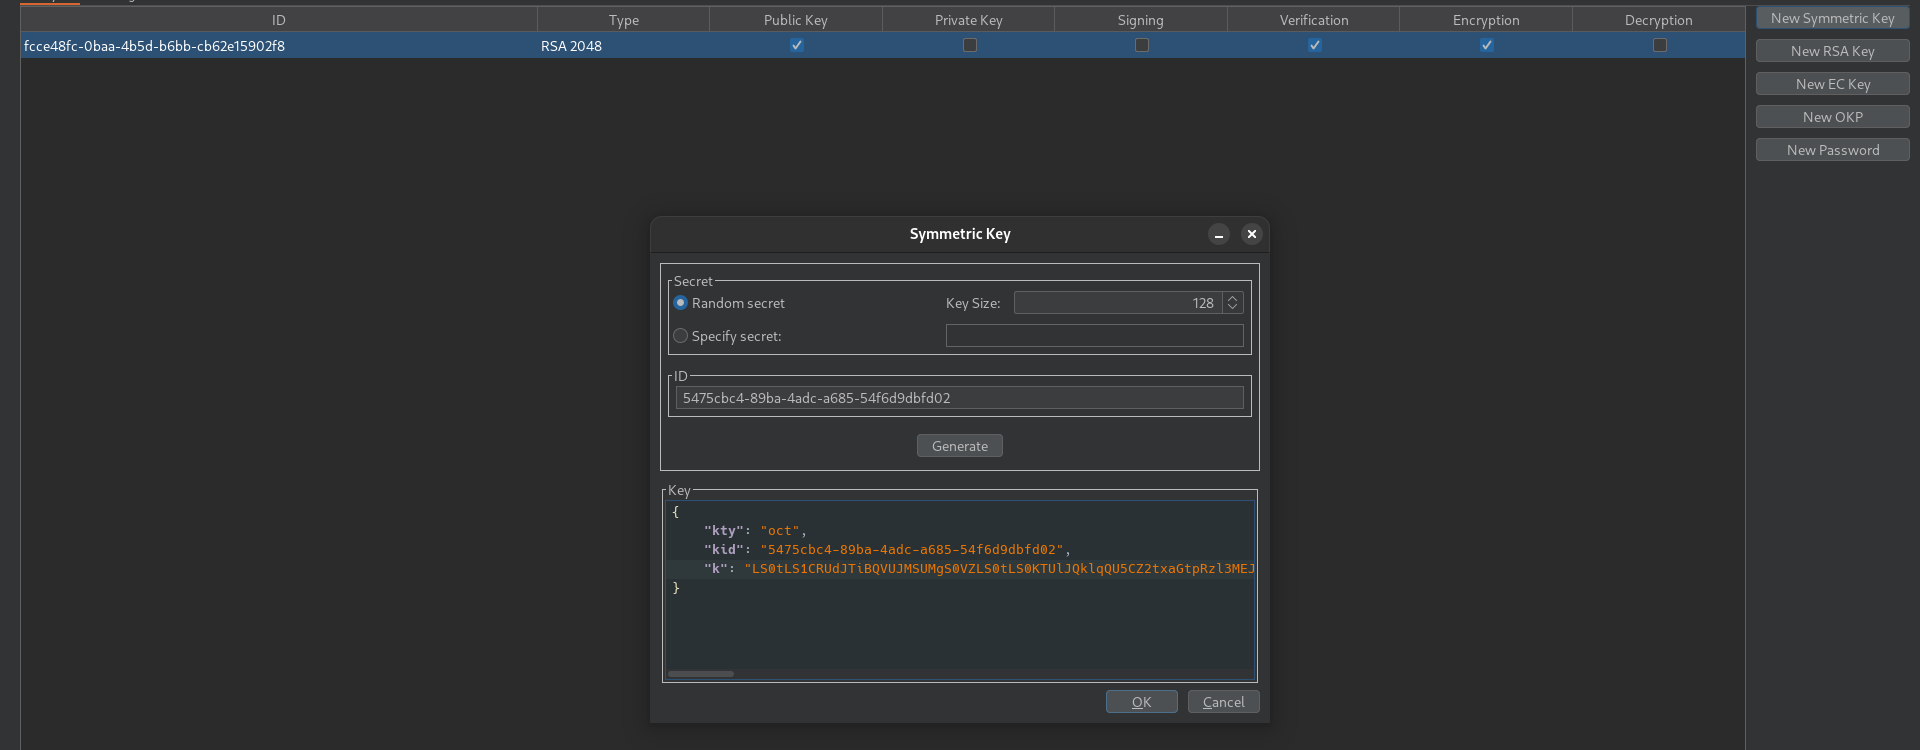 ID Type Public Key Private Key Signing Verification Encryption Decryption
fcce48fc-0baa-4b5d-b6bb-cb62e15902f8 RSA 2048
New Symmetric Key
New RSA Key
New EC Key
New OKP
New Password
Symmetric Key
Secret
Random secret Key Size: 128
Specify secret:
ID
5475cbc4-89ba-4adc-a685-54f6d9dbfd02
Generate
Key
{
"kty": "oct",
"kid": "5475cbc4-89ba-4adc-a685-54f6d9dbfd02",
"k": "LS0tLS1CRUdJTiBQVUJMSUMgS0VZLS0tLS0KTUlJQklqQU5CZ2txaGtpRzl3MEJ
}
OK Cancel